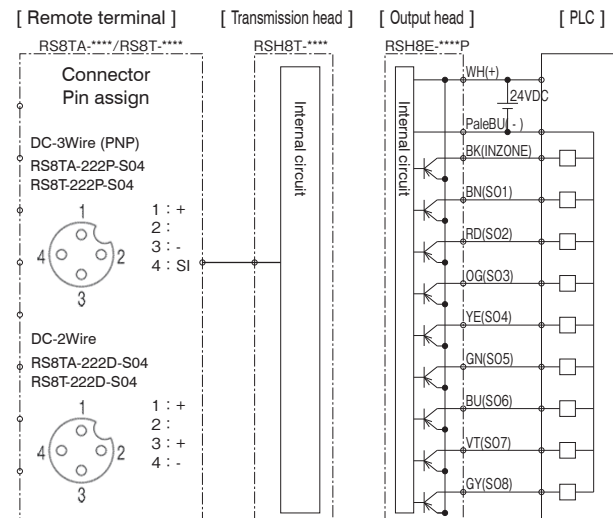 [ Remote terminal ]
[ Transmission head ]
[ Output head ]
[ PLC ]
RS8TA-****/RS8T-****
RSH8T-****
RSH8E-****P
Connector
Pin assign
DC-3Wire (PNP)
RS8TA-222P-S04
RS8T-222P-S04
1
4
2
3
1 : +
2 :
3 : -
4 : SI
DC-2Wire
RS8TA-222D-S04
RS8T-222D-S04
1
4
2
3
1 : +
2 :
3 : +
4 : -
Internal circuit
Internal circuit
WH(+)
24VDC
PaleBU( - )
BK(INZONE)
BN(SO1)
RD(SO2)
OG(SO3)
YE(SO4)
GN(SO5)
BU(SO6)
VT(SO7)
GY(SO8)